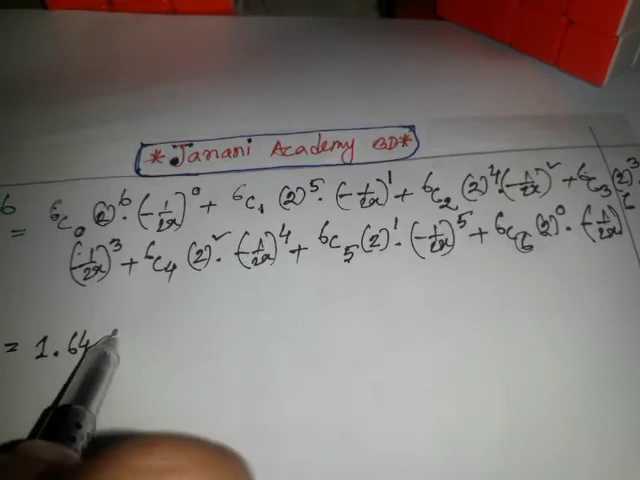 *Janani Academy GD*
6 = ⁶C₀ (2)⁶·(-1/2x)⁰ + ⁶C₁ (2)⁵·(-1/2x)¹ + ⁶C₂ (2)⁴·(-1/2x)² + ⁶C₃ (2)³·
(-1/2x)³ + ⁶C₄ (2)²·(-1/2x)⁴ + ⁶C₅ (2)¹·(-1/2x)⁵ + ⁶C₆ (2)⁰·(-1/2x)⁶
= 1.64